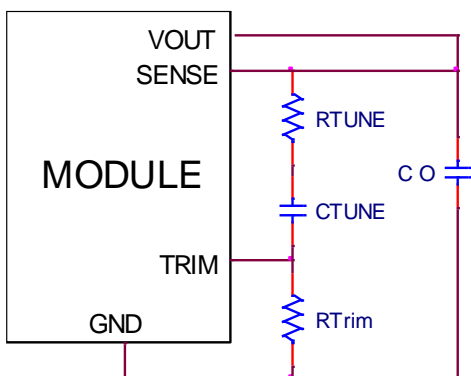 VOUT
SENSE
RTUNE
MODULE
C O
CTUNE
TRIM
RTrim
GND